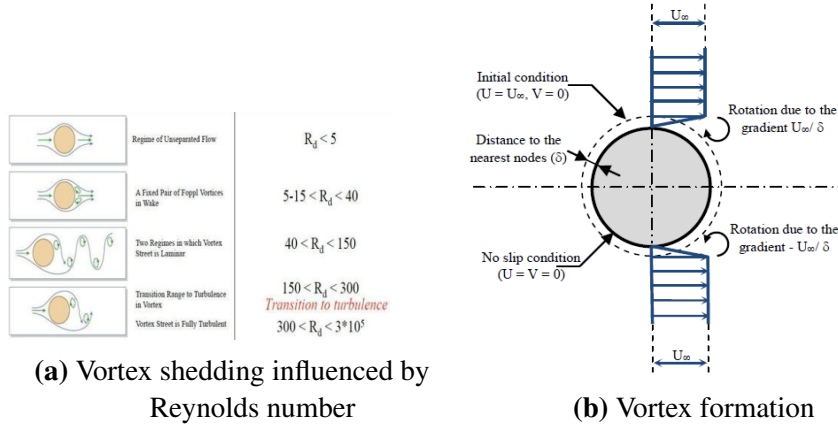 Regime of Unseparated Flow
R_d < 5
A Fixed Pair of Foppl Vortices
in Wake
5-15 < R_d < 40
Two Regimes in which Vortex
Street is Laminar
40 < R_d < 150
Transition Range to Turbulence
in Vortex
150 < R_d < 300
Transition to turbulence
Vortex Street is Fully Turbulent
300 < R_d < 3*10⁵
(a) Vortex shedding influenced by
Reynolds number
U∞
Initial condition
(U = U∞, V = 0)
Rotation due to the
gradient U∞/ δ
Distance to the
nearest nodes (δ)
Rotation due to the
gradient - U∞/ δ
No slip condition
(U = V = 0)
U∞
(b) Vortex formation